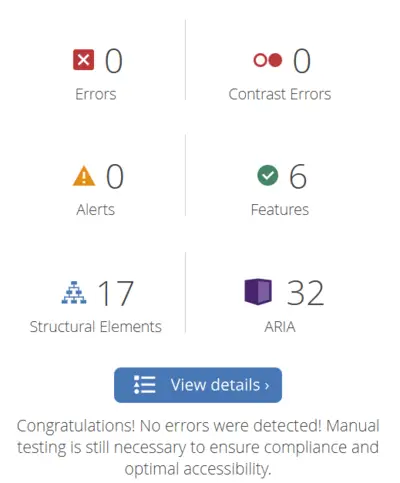 0
Errors
0
Contrast Errors
0
Alerts
6
Features
17
Structural Elements
32
ARIA
View details ›
Congratulations! No errors were detected! Manual
testing is still necessary to ensure compliance and
optimal accessibility.